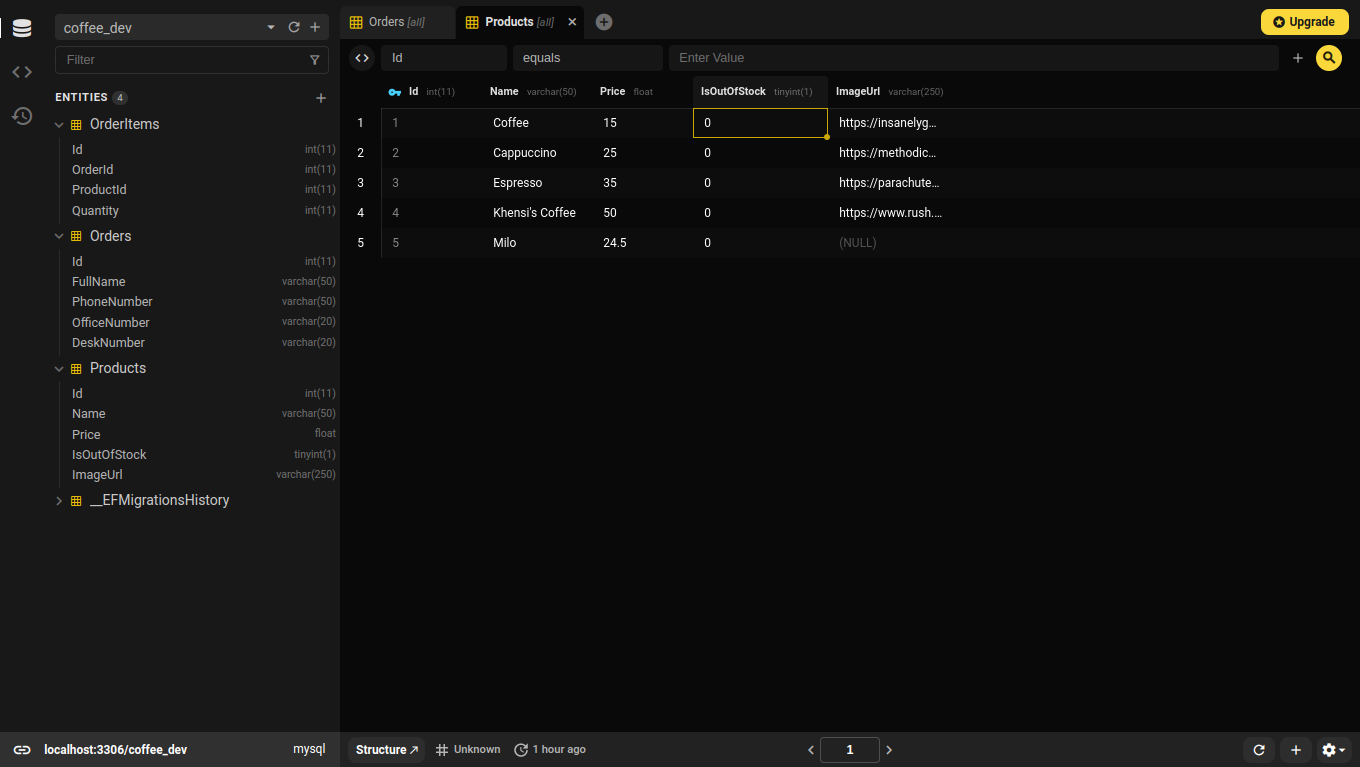 coffee_dev
Filter
ENTITIES 4
OrderItems
Id int(11)
OrderId int(11)
ProductId int(11)
Quantity int(11)
Orders
Id int(11)
FullName varchar(50)
PhoneNumber varchar(50)
OfficeNumber varchar(20)
DeskNumber varchar(20)
Products
Id int(11)
Name varchar(50)
Price float
IsOutOfStock tinyint(1)
ImageUrl varchar(250)
__EFMigrationsHistory
localhost:3306/coffee_dev mysql
Orders [all] Products [all] Upgrade
Id equals Enter Value
Id int(11) Name varchar(50) Price float IsOutOfStock tinyint(1) ImageUrl varchar(250)
1 1 Coffee 15 0 https://insanelyg...
2 2 Cappuccino 25 0 https://methodic...
3 3 Espresso 35 0 https://parachute...
4 4 Khensi's Coffee 50 0 https://www.rush....
5 5 Milo 24.5 0 (NULL)
Structure Unknown 1 hour ago 1